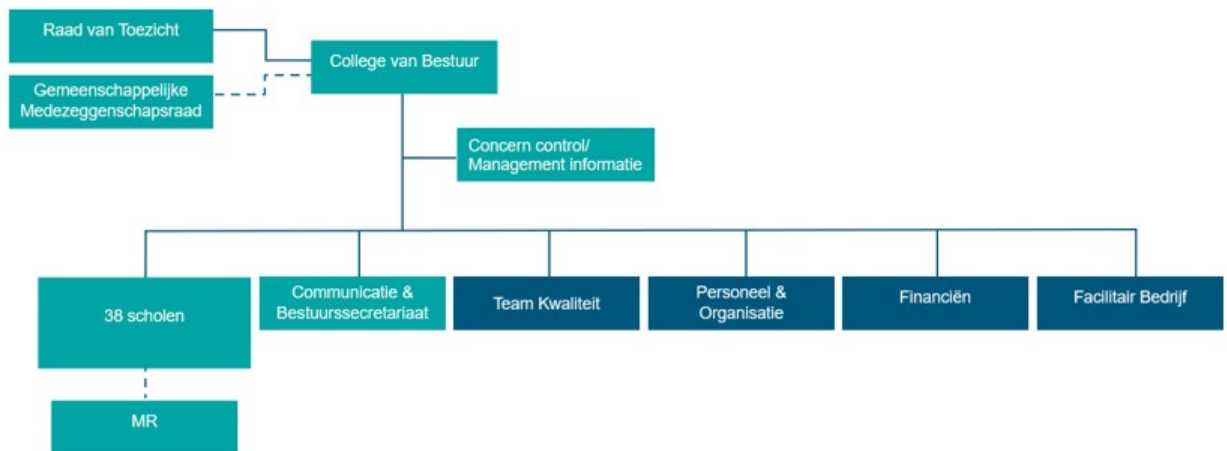 Raad van Toezicht
College van Bestuur
Gemeenschappelijke
Medezeggenschapsraad
Concern control/
Management informatie
38 scholen
Communicatie &
Bestuurssecretariaat
Team Kwaliteit
Personeel &
Organisatie
Financiën
Facilitair Bedrijf
MR